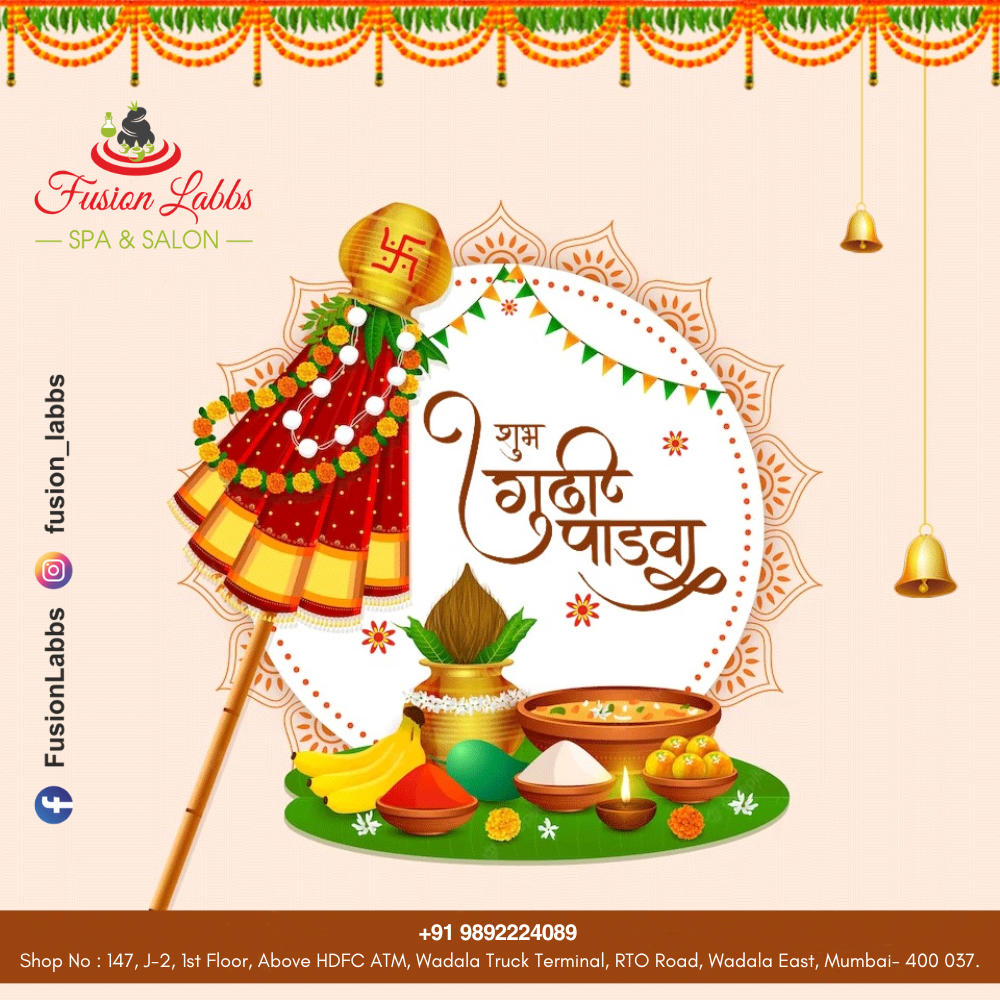 Fusion Labbs
SPA & SALON
शुभ
गुढी
पाडवा
fusion_labbs
FusionLabbs
+91 9892224089
Shop No : 147, J-2, 1st Floor, Above HDFC ATM, Wadala Truck Terminal, RTO Road, Wadala East, Mumbai- 400 037.